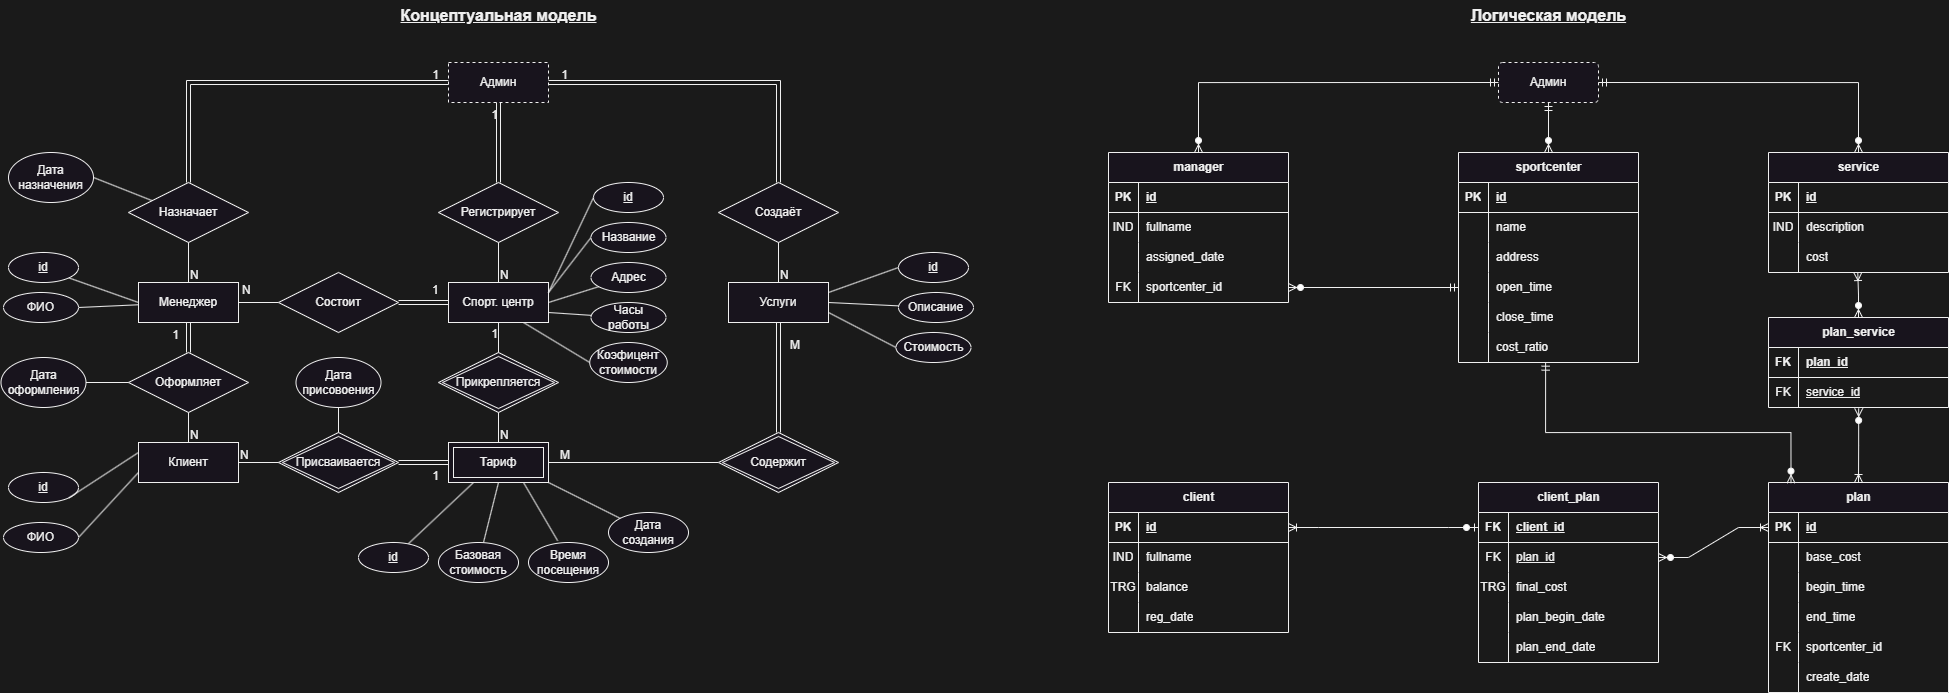 Концептуальная модель
1
Админ
1
1
Дата
назначения
Назначает
Регистрирует
Создаёт
id
Название
Адрес
Часы
работы
Коэфицент
стоимости
id
ФИО
N
Менеджер
N
Состоит
1
N
Спорт. центр
N
Услуги
id
Описание
Стоимость
1
1
M
Дата
оформления
Оформляет
Дата
присовоения
Прикрепляется
N
Клиент
N
Присваивается
1
N
Тариф
M
Содержит
id
ФИО
id
Базовая
стоимость
Время
посещения
Дата
создания
Логическая модель
Админ
manager
PK id
IND fullname
assigned_date
FK sportcenter_id
sportcenter
PK id
name
address
open_time
close_time
cost_ratio
service
PK id
IND description
cost
plan_service
FK plan_id
FK service_id
client
PK id
IND fullname
TRG balance
reg_date
client_plan
FK client_id
FK plan_id
TRG final_cost
plan_begin_date
plan_end_date
plan
PK id
base_cost
begin_time
end_time
FK sportcenter_id
create_date